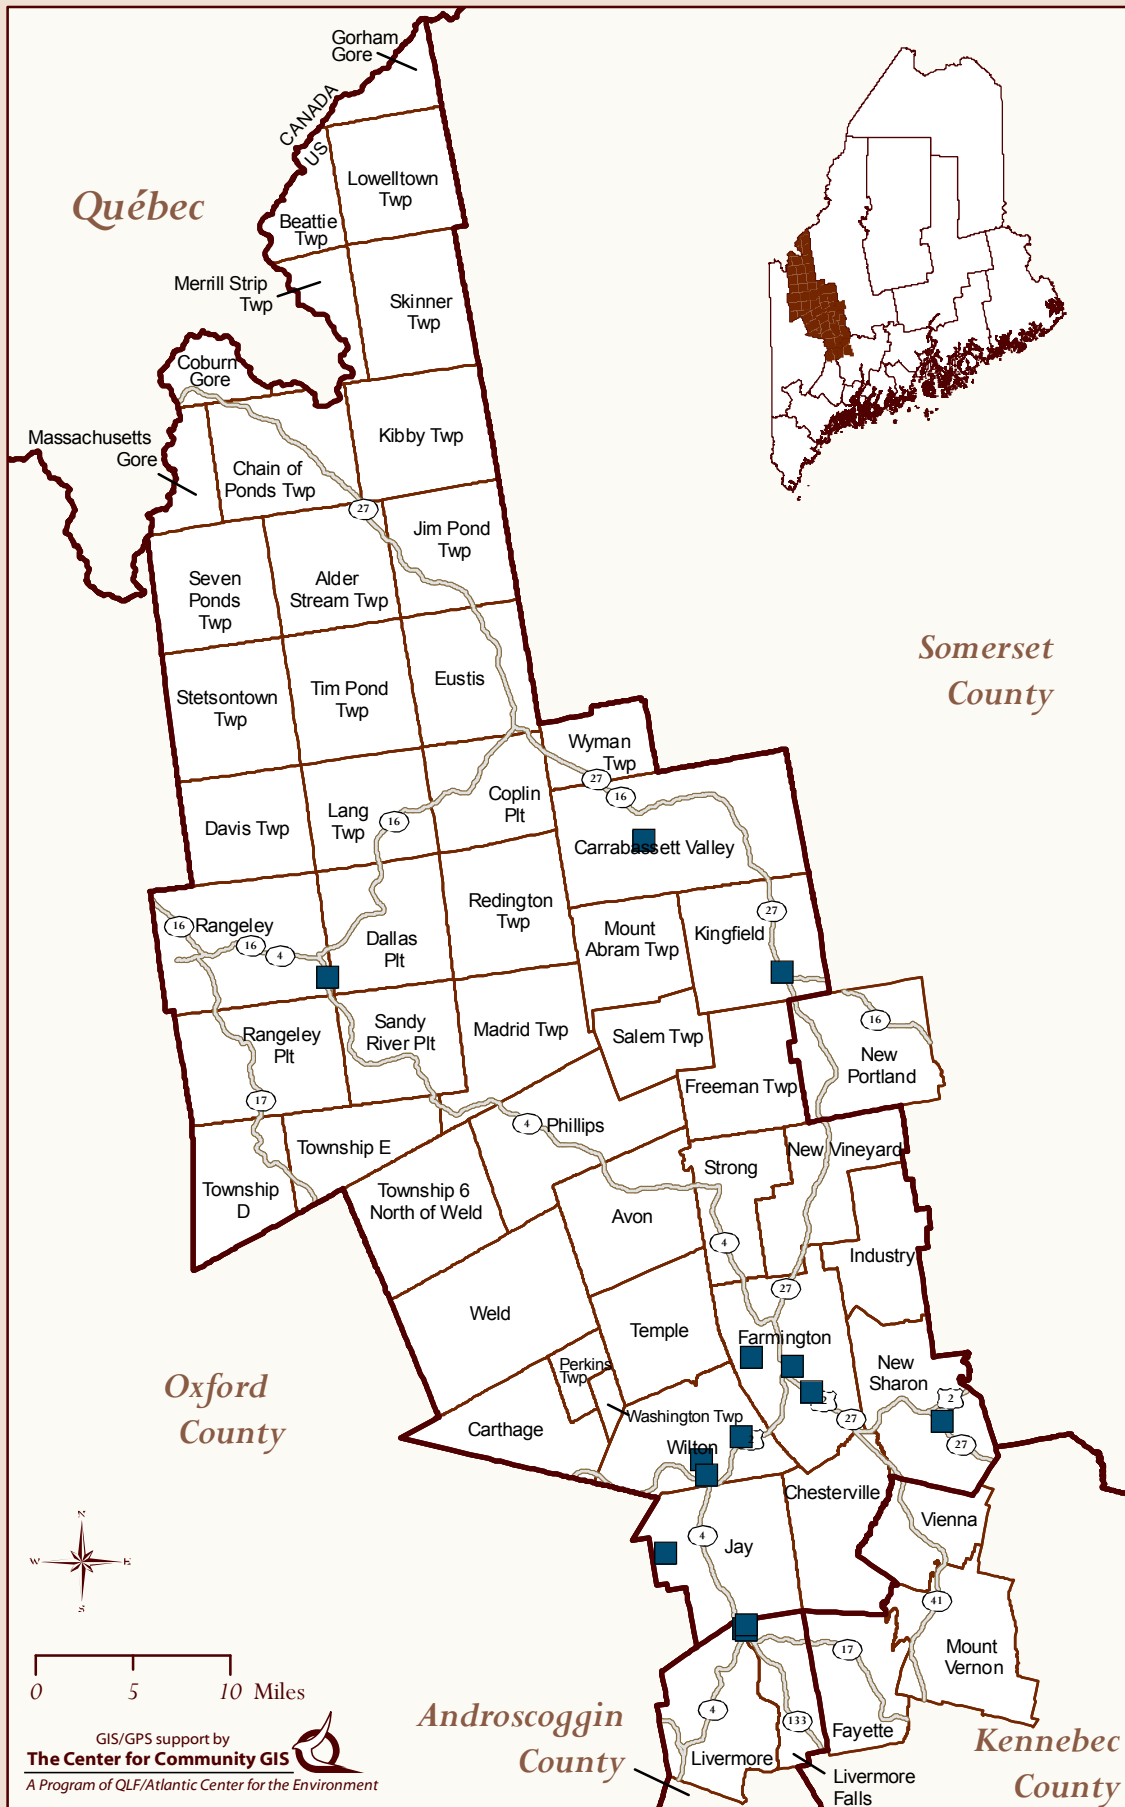 Gorham
Gore
CANADA
US
Québec
Lowelltown
Twp
Beattie
Twp
Merrill Strip
Twp
Skinner
Twp
Coburn
Gore
Massachusetts
Gore
Chain of
Ponds Twp
Kibby Twp
27
Jim Pond
Twp
Seven
Ponds
Twp
Alder
Stream Twp
Somerset
County
Stetsontown
Twp
Tim Pond
Twp
Eustis
Wyman
Twp
27
16
Davis Twp
Lang
Twp
16
Coplin
Plt
Carrabassett Valley
16
Rangeley
16
4
Dallas
Plt
Redington
Twp
Mount
Abram Twp
Kingfield
27
Rangeley
Plt
Sandy
River Plt
Madrid Twp
Salem Twp
16
New
Portland
Freeman Twp
17
4
Phillips
Township E
Strong
New Vineyard
Township
D
Township 6
North of Weld
Avon
4
Industry
27
Weld
Temple
Farmington
Perkins
Twp
New
Sharon
Oxford
County
Carthage
Washington Twp
2
27
2
27
Wilton
2
Chesterville
Vienna
4
Jay
41
N
W
E
S
17
Mount
Vernon
0 5 10 Miles
Androscoggin
County
4
133
Fayette
Livermore
Livermore
Falls
Kennebec
County
GIS/GPS support by
The Center for Community GIS
A Program of QLF/Atlantic Center for the Environment